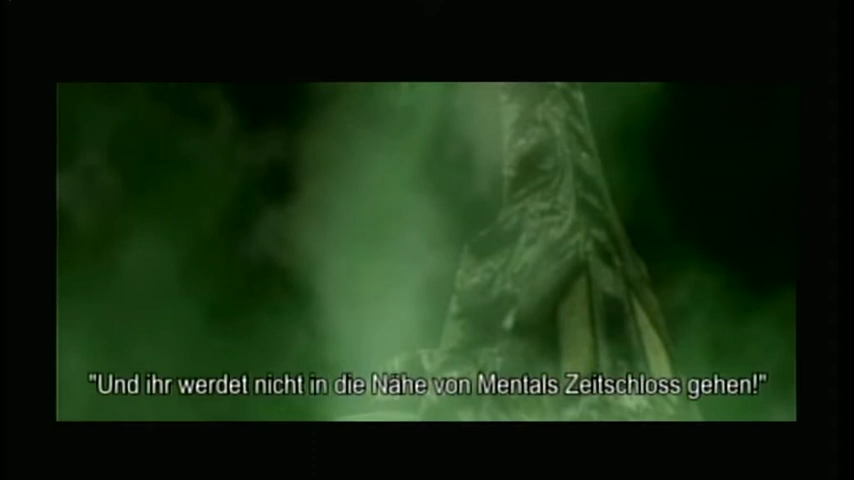 "Und ihr werdet nicht in die Nähe von Mentals Zeitschloss gehen!"